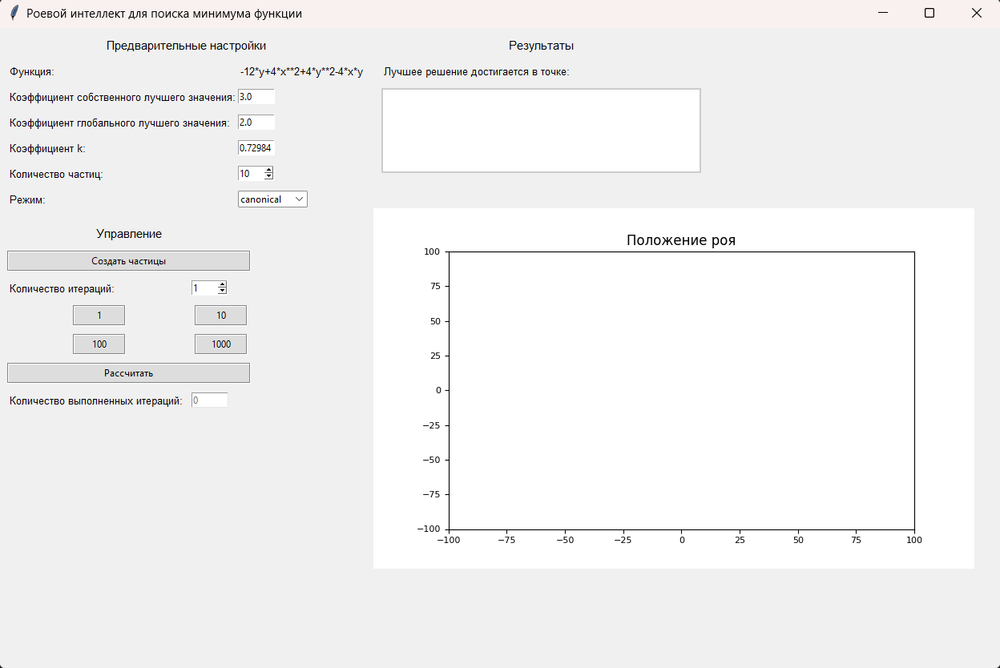 Роевой интеллект для поиска минимума функции
Предварительные настройки
Функция: -12*y+4*x**2+4*y**2-4*x*y
Коэффициент собственного лучшего значения: 3.0
Коэффициент глобального лучшего значения: 2.0
Коэффициент k: 0.72984
Количество частиц: 10
Режим: canonical
Управление
Создать частицы
Количество итераций: 1
1 10
100 1000
Рассчитать
Количество выполненных итераций: 0
Результаты
Лучшее решение достигается в точке:
Положение роя
100
75
50
25
0
−25
−50
−75
−100
−100 −75 −50 −25 0 25 50 75 100